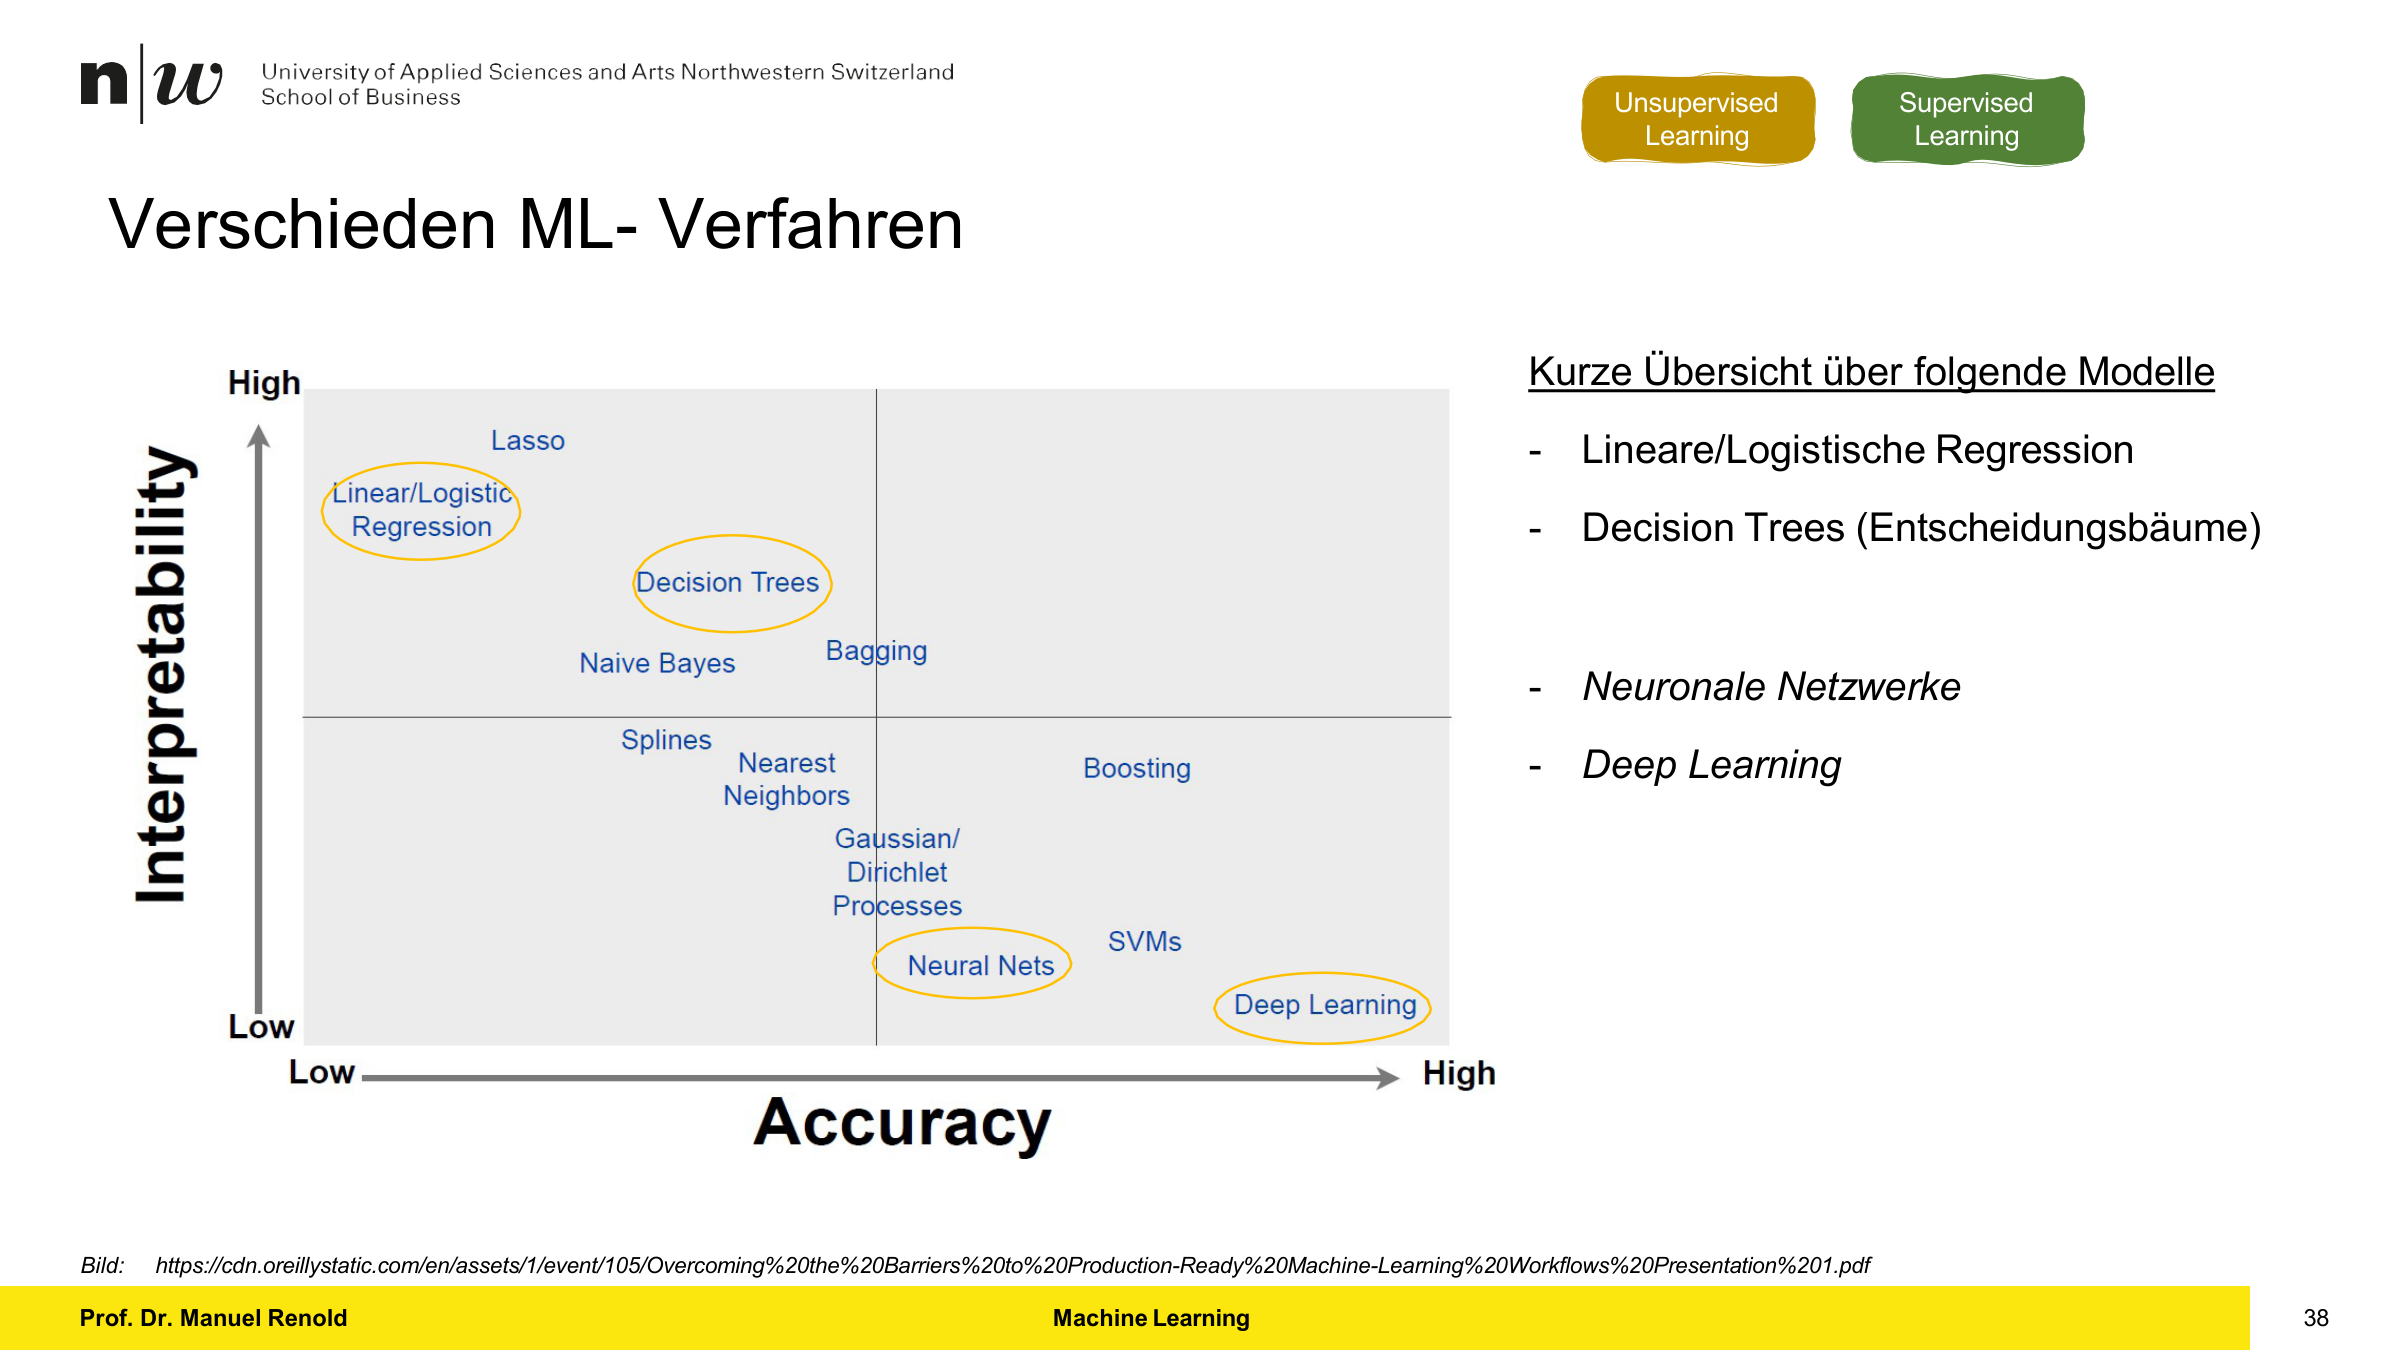 n|w University of Applied Sciences and Arts Northwestern Switzerland
School of Business
Unsupervised
Learning
Supervised
Learning
Verschieden ML- Verfahren
High
Interpretability
Low
Lasso
Linear/Logistic
Regression
Decision Trees
Naive Bayes
Bagging
Splines
Nearest
Neighbors
Boosting
Gaussian/
Dirichlet
Processes
SVMs
Neural Nets
Deep Learning
Low
High
Accuracy
Kurze Übersicht über folgende Modelle
- Lineare/Logistische Regression
- Decision Trees (Entscheidungsbäume)
- Neuronale Netzwerke
- Deep Learning
Bild: https://cdn.oreillystatic.com/en/assets/1/event/105/Overcoming%20the%20Barriers%20to%20Production-Ready%20Machine-Learning%20Workflows%20Presentation%201.pdf
Prof. Dr. Manuel Renold
Machine Learning
38